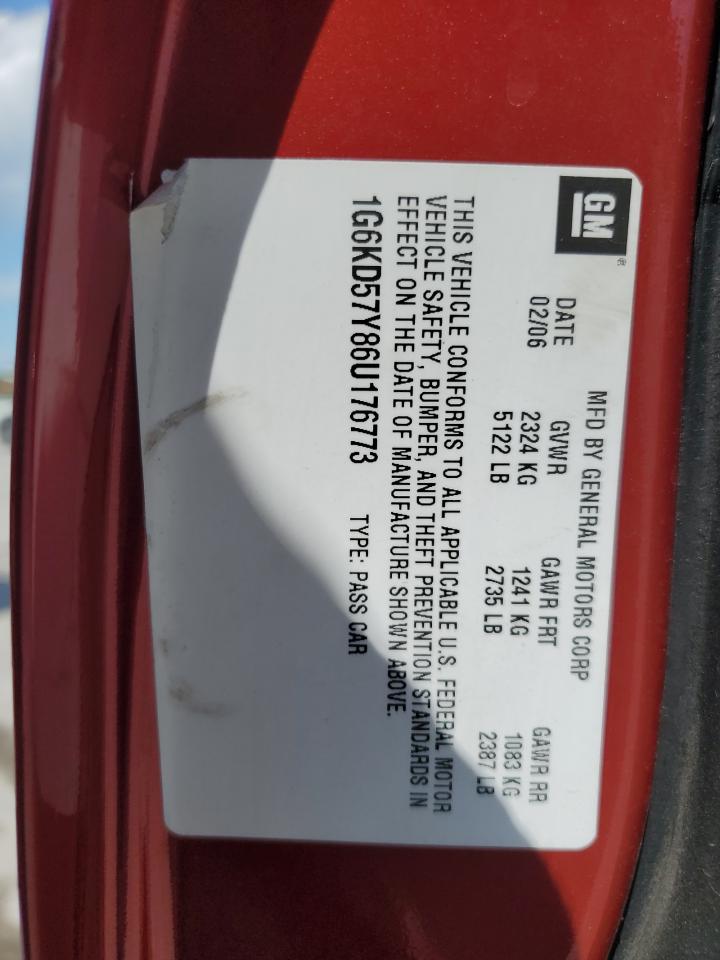 GM®
MFD BY GENERAL MOTORS CORP
DATE GVWR GAWR FRT GAWR RR
02/06 2324 KG 1241 KG 1083 KG
5122 LB 2735 LB 2387 LB
THIS VEHICLE CONFORMS TO ALL APPLICABLE U.S. FEDERAL MOTOR
VEHICLE SAFETY, BUMPER, AND THEFT PREVENTION STANDARDS IN
EFFECT ON THE DATE OF MANUFACTURE SHOWN ABOVE.
1G6KD57Y86U176773 TYPE: PASS CAR